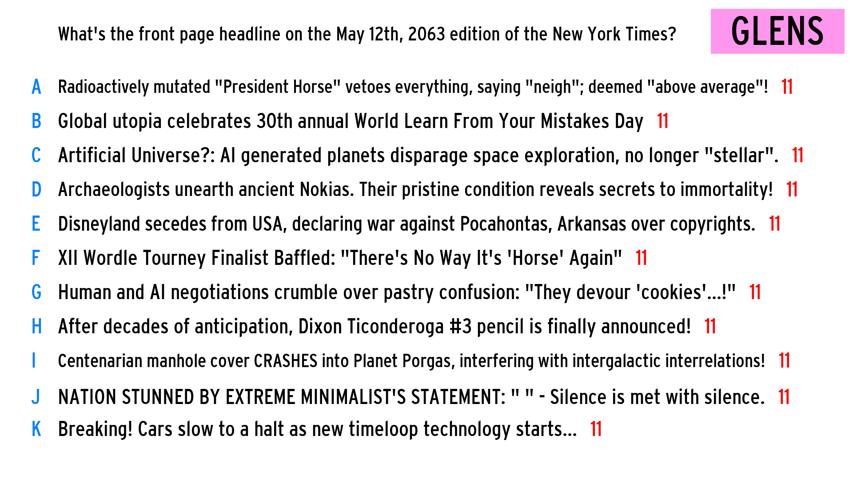 What's the front page headline on the May 12th, 2063 edition of the New York Times?
GLENS
A Radioactively mutated "President Horse" vetoes everything, saying "neigh"; deemed "above average"! 11
B Global utopia celebrates 30th annual World Learn From Your Mistakes Day 11
C Artificial Universe?: AI generated planets disparage space exploration, no longer "stellar". 11
D Archaeologists unearth ancient Nokias. Their pristine condition reveals secrets to immortality! 11
E Disneyland secedes from USA, declaring war against Pocahontas, Arkansas over copyrights. 11
F XII Wordle Tourney Finalist Baffled: "There's No Way It's 'Horse' Again" 11
G Human and AI negotiations crumble over pastry confusion: "They devour 'cookies'...!" 11
H After decades of anticipation, Dixon Ticonderoga #3 pencil is finally announced! 11
I Centenarian manhole cover CRASHES into Planet Porgas, interfering with intergalactic interrelations! 11
J NATION STUNNED BY EXTREME MINIMALIST'S STATEMENT: " " - Silence is met with silence. 11
K Breaking! Cars slow to a halt as new timeloop technology starts... 11